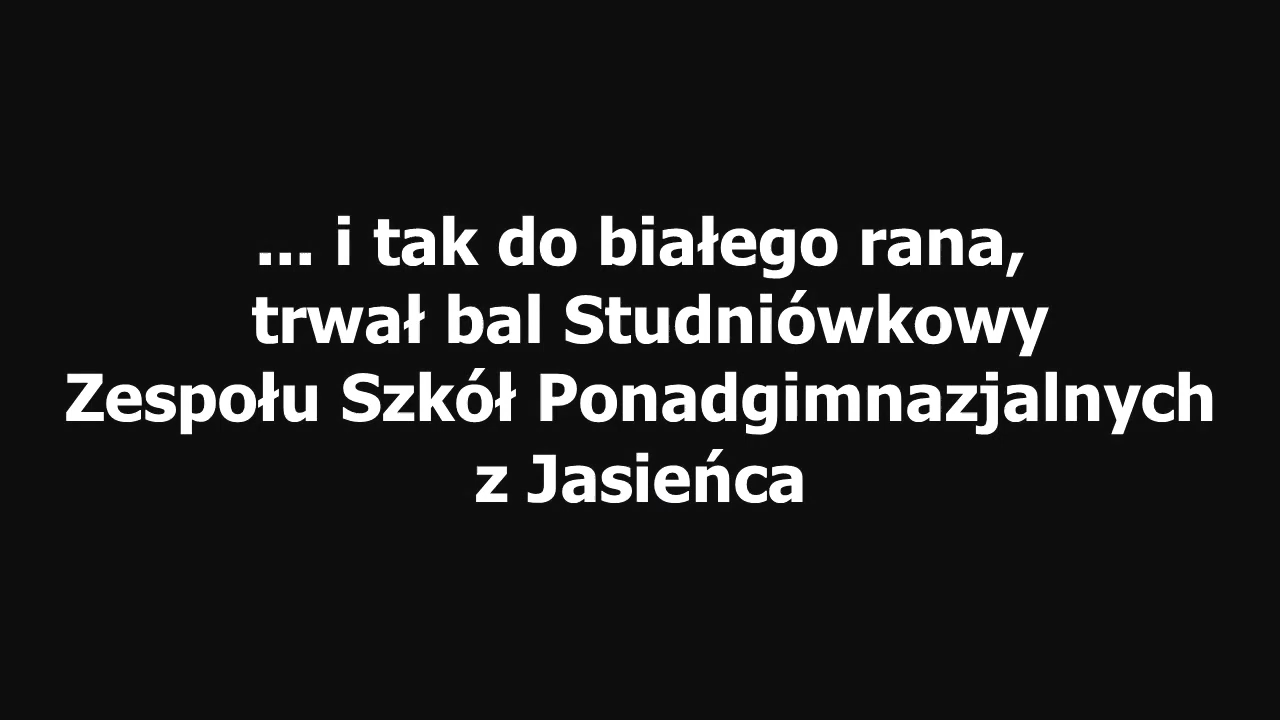 ... i tak do białego rana,
trwał bal Studniówkowy
Zespołu Szkół Ponadgimnazjalnych
z Jasieńca